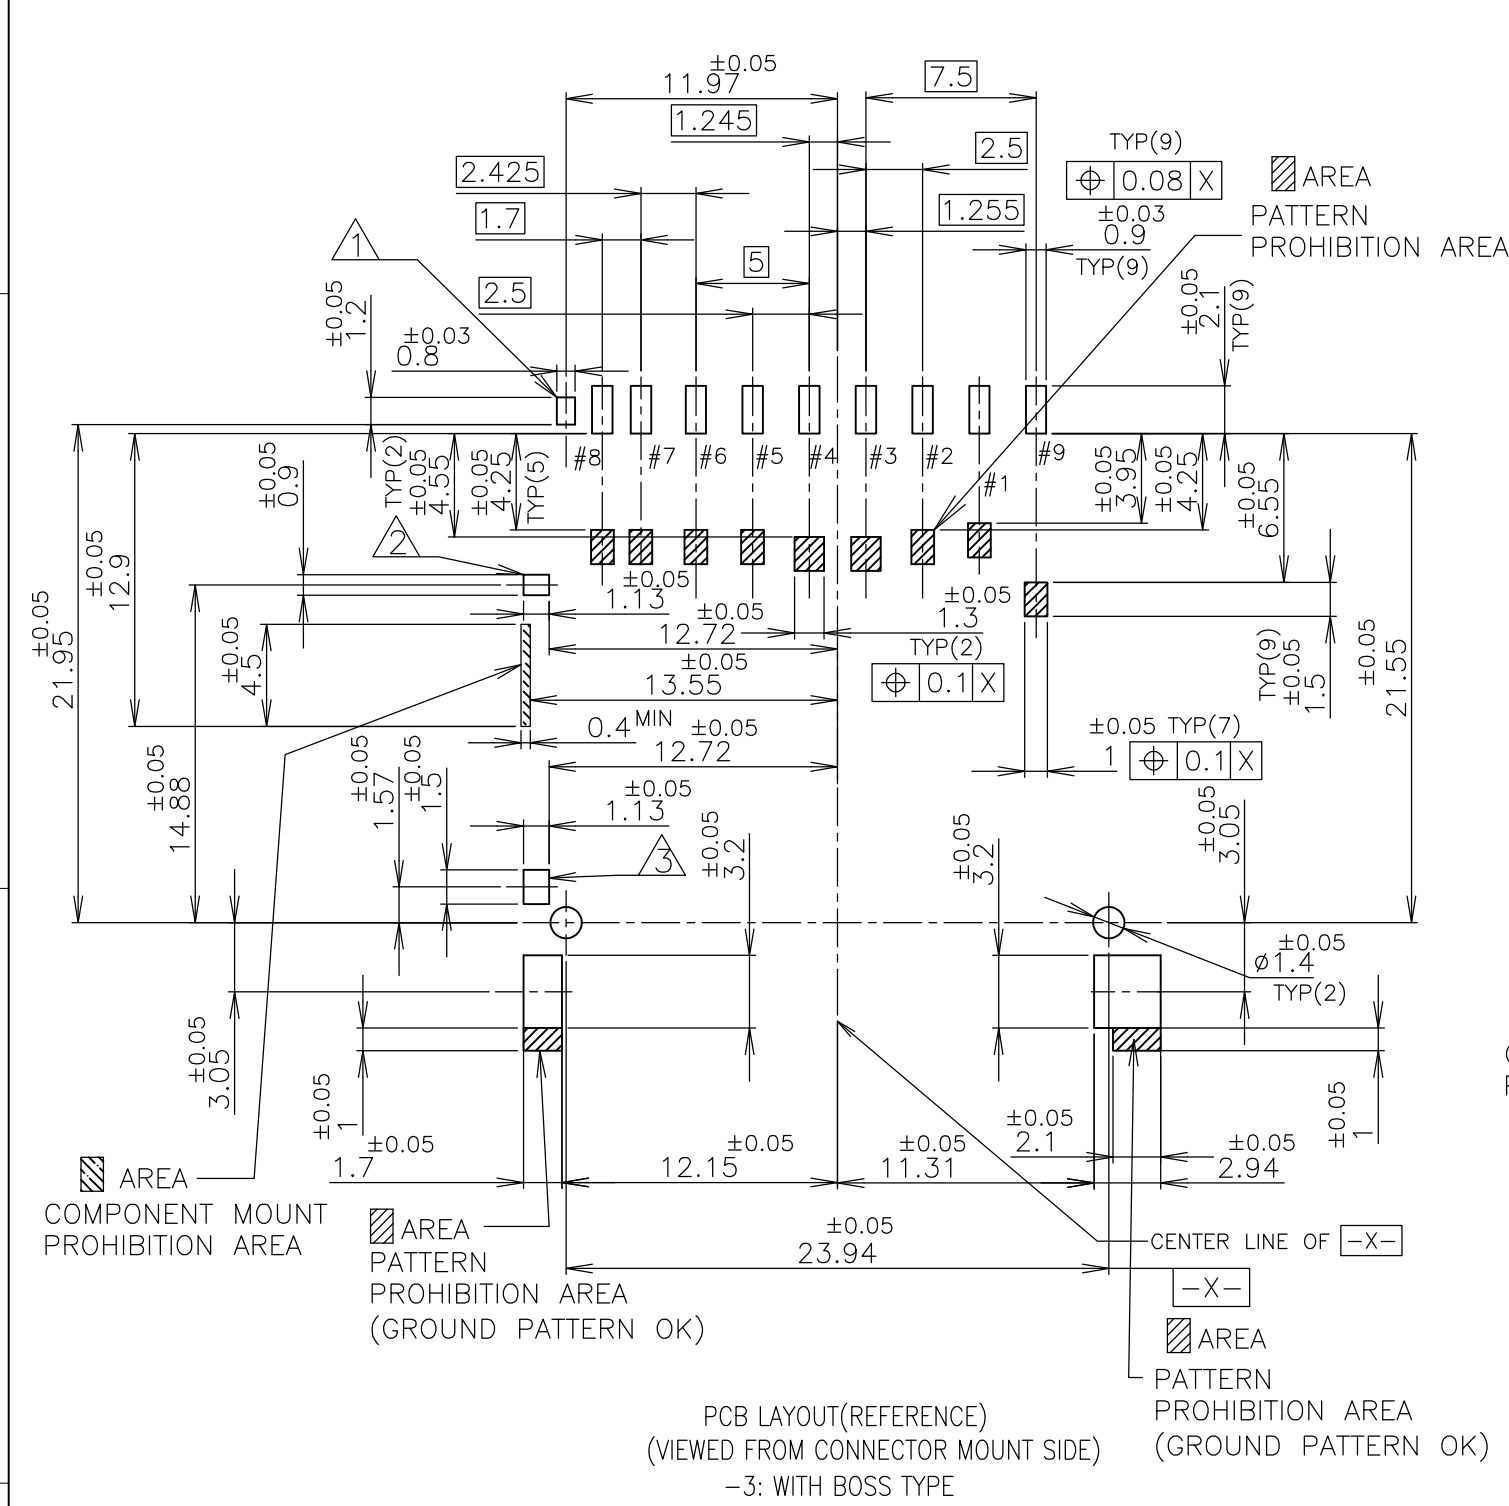 ±0.05
11.97
7.5
1.245
2.5
TYP(9)
⌖ 0.08 X
AREA
PATTERN
PROHIBITION AREA
2.425
1.7
1.255
±0.03
0.9
TYP(9)
1
5
2.5
±0.05
1.2
±0.03
0.8
±0.05
2.1
TYP(9)
#8
#7
#6
#5
#4
#3
#2
#1
#9
±0.05
0.9
TYP(2)
±0.05
4.55
±0.05
4.25
TYP(5)
±0.05
3.95
±0.05
4.25
±0.05
6.55
2
±0.05
12.9
±0.05
21.95
±0.05
4.5
±0.05
1.13
±0.05
12.72
±0.05
1.3
TYP(2)
⌖ 0.1 X
±0.05
13.55
0.4 MIN
±0.05
12.72
TYP(9)
±0.05
1.5
±0.05
21.55
±0.05 TYP(7)
1
⌖ 0.1 X
±0.05
14.88
±0.05
1.57
±0.05
1.5
±0.05
1.13
3
±0.05
3.2
±0.05
3.2
±0.05
3.05
±0.05
ø1.4
TYP(2)
±0.05
3.05
±0.05
1
±0.05
1.7
±0.05
12.15
±0.05
11.31
±0.05
2.1
±0.05
2.94
±0.05
1
AREA
COMPONENT MOUNT
PROHIBITION AREA
AREA
PATTERN
PROHIBITION AREA
(GROUND PATTERN OK)
±0.05
23.94
CENTER LINE OF -X-
-X-
AREA
PATTERN
PROHIBITION AREA
(GROUND PATTERN OK)
PCB LAYOUT(REFERENCE)
(VIEWED FROM CONNECTOR MOUNT SIDE)
-3: WITH BOSS TYPE